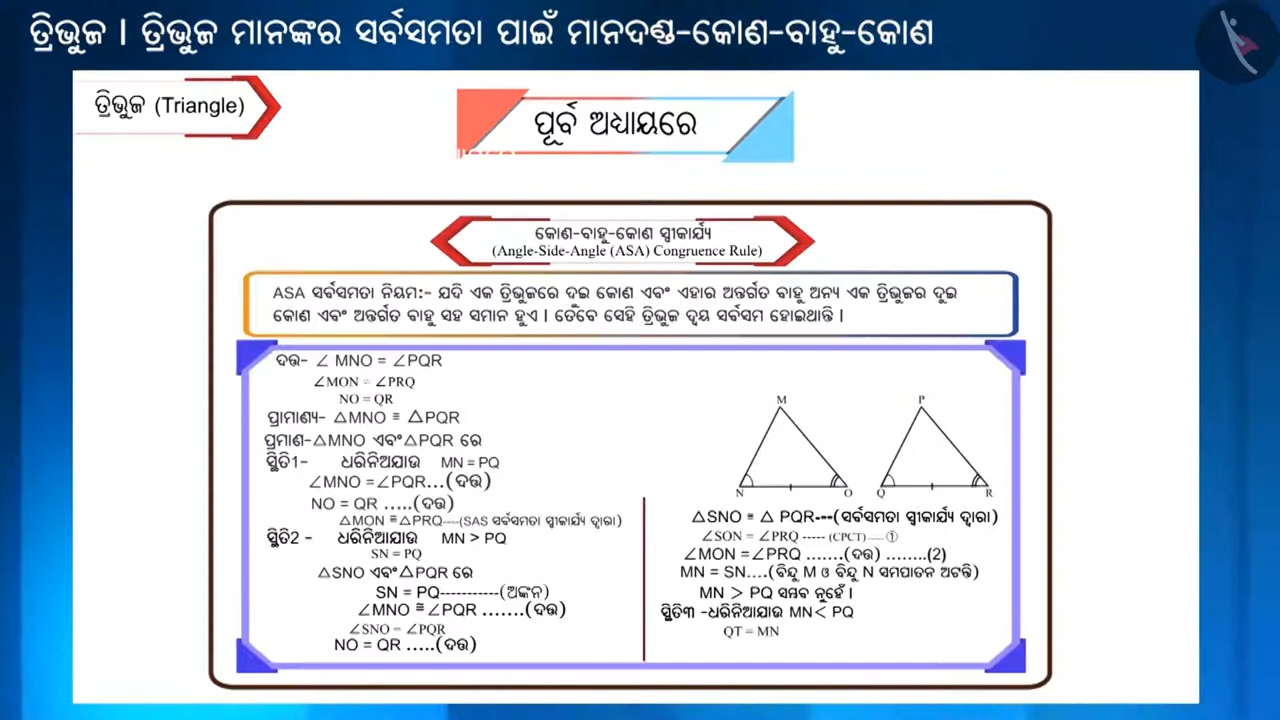 ତ୍ରିଭୁଜ । ତ୍ରିଭୁଜ ମାନଙ୍କର ସର୍ବସମତା ପାଇଁ ମାନଦଣ୍ଡ-କୋଣ-ବାହୁ-କୋଣ
ତ୍ରିଭୁଜ (Triangle)
ପୂର୍ବ ଅଧ୍ୟାୟରେ
କୋଣ-ବାହୁ-କୋଣ ସ୍ୱୀକାର୍ଯ୍ୟ
(Angle-Side-Angle (ASA) Congruence Rule)
ASA ସର୍ବସମତା ନିୟମ:- ଯଦି ଏକ ତ୍ରିଭୁଜରେ ଦୁଇ କୋଣ ଏବଂ ଏହାର ଅନ୍ତର୍ଗତ ବାହୁ ଅନ୍ୟ ଏକ ତ୍ରିଭୁଜର ଦୁଇ
କୋଣ ଏବଂ ଅନ୍ତର୍ଗତ ବାହୁ ସହ ସମାନ ହୁଏ । ତେବେ ସେହି ତ୍ରିଭୁଜ ଦ୍ୱୟ ସର୍ବସମ ହୋଇଥାନ୍ତି ।
ଦତ୍ତ- ∠ MNO = ∠PQR
∠MON = ∠PRQ
NO = QR
ପ୍ରାମାଣ୍ୟ- △MNO ≅ △PQR
ପ୍ରମାଣ-△MNO ଏବଂ△PQR ରେ
ସ୍ଥିତି1- ଧରିନିଆଯାଉ MN = PQ
∠MNO =∠PQR...(ଦତ୍ତ)
NO = QR .....(ଦତ୍ତ)
△MON ≅△PRQ----(SAS ସର୍ବସମତା ସ୍ୱୀକାର୍ଯ୍ୟ ଦ୍ୱାରା)
ସ୍ଥିତି2 - ଧରିନିଆଯାଉ MN > PQ
SN = PQ
△SNO ଏବଂ△PQR ରେ
SN = PQ-----------(ଅଙ୍କନ)
∠MNO ≅∠PQR .......(ଦତ୍ତ)
∠SNO = ∠PQR
NO = QR .....(ଦତ୍ତ)
M P
N O Q R
△SNO ≅ △ PQR---(ସର୍ବସମତା ସ୍ୱୀକାର୍ଯ୍ୟ ଦ୍ୱାରା)
∠SON = ∠PRQ ----- (CPCT) ---- ①
∠MON =∠PRQ .......(ଦତ୍ତ) ........(2)
MN = SN....(ବିନ୍ଦୁ M ଓ ବିନ୍ଦୁ N ସମପାତନ ଅଟନ୍ତି)
MN > PQ ସମ୍ଭବ ନୁହେଁ ।
ସ୍ଥିତି୩ -ଧରିନିଆଯାଉ MN< PQ
QT = MN